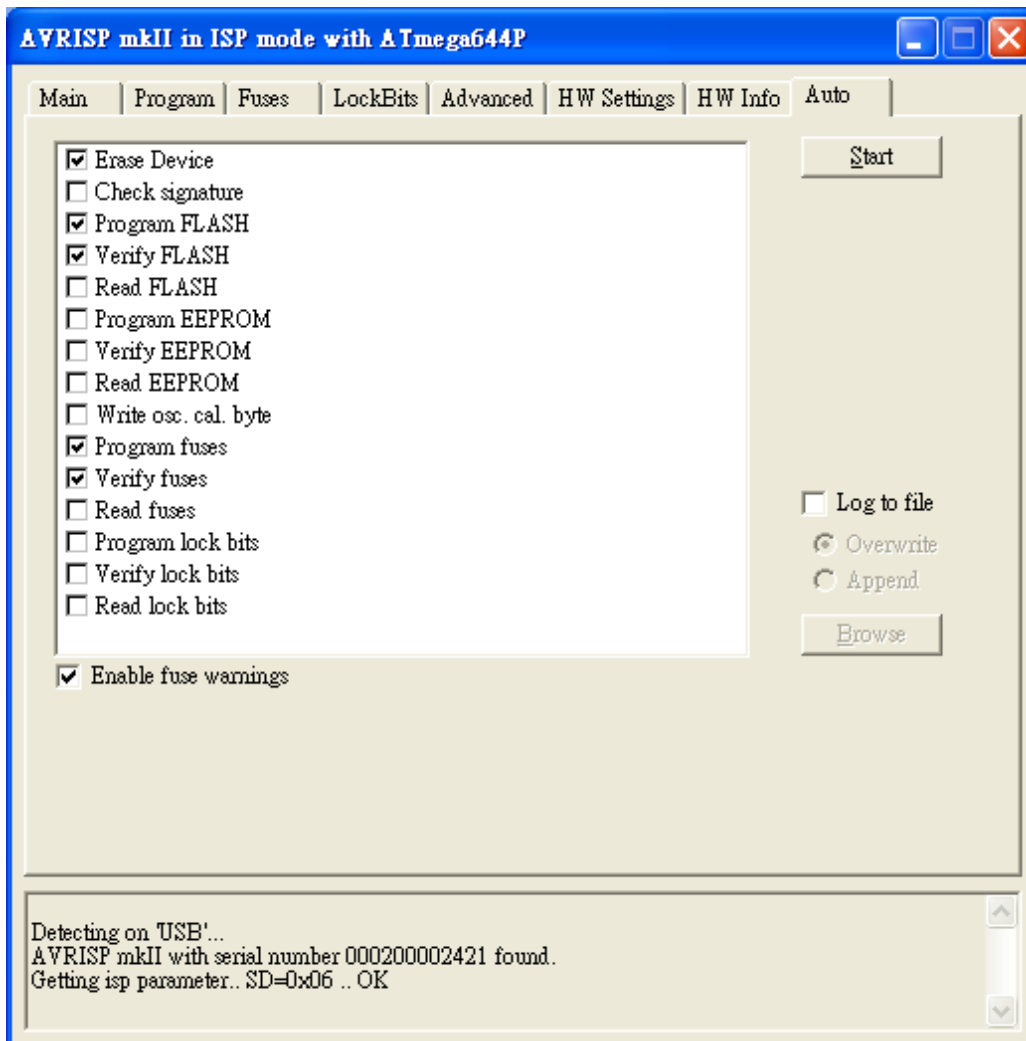 AVRISP mkII in ISP mode with ATmega644P
Main Program Fuses LockBits Advanced HW Settings HW Info Auto
Erase Device
Check signature
Program FLASH
Verify FLASH
Read FLASH
Program EEPROM
Verify EEPROM
Read EEPROM
Write osc. cal. byte
Program fuses
Verify fuses
Read fuses
Program lock bits
Verify lock bits
Read lock bits
Enable fuse warnings
Start
Log to file
Overwrite
Append
Browse
Detecting on 'USB'...
AVRISP mkII with serial number 000200002421 found.
Getting isp parameter.. SD=0x06 .. OK